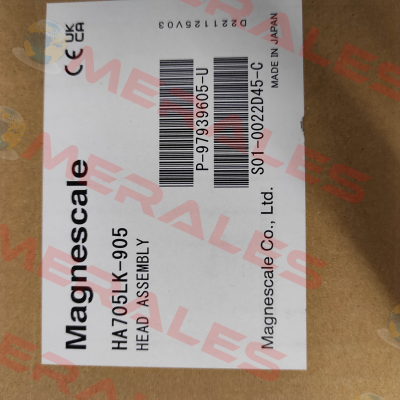 Magnescale
HA705LK-905
HEAD ASSEMBLY
P-97939605-U
S01-0022D45-C
Magnescale Co., Ltd.
MADE IN JAPAN
CE UK CA
D221125V03
MERALES
MERALES
MERALES